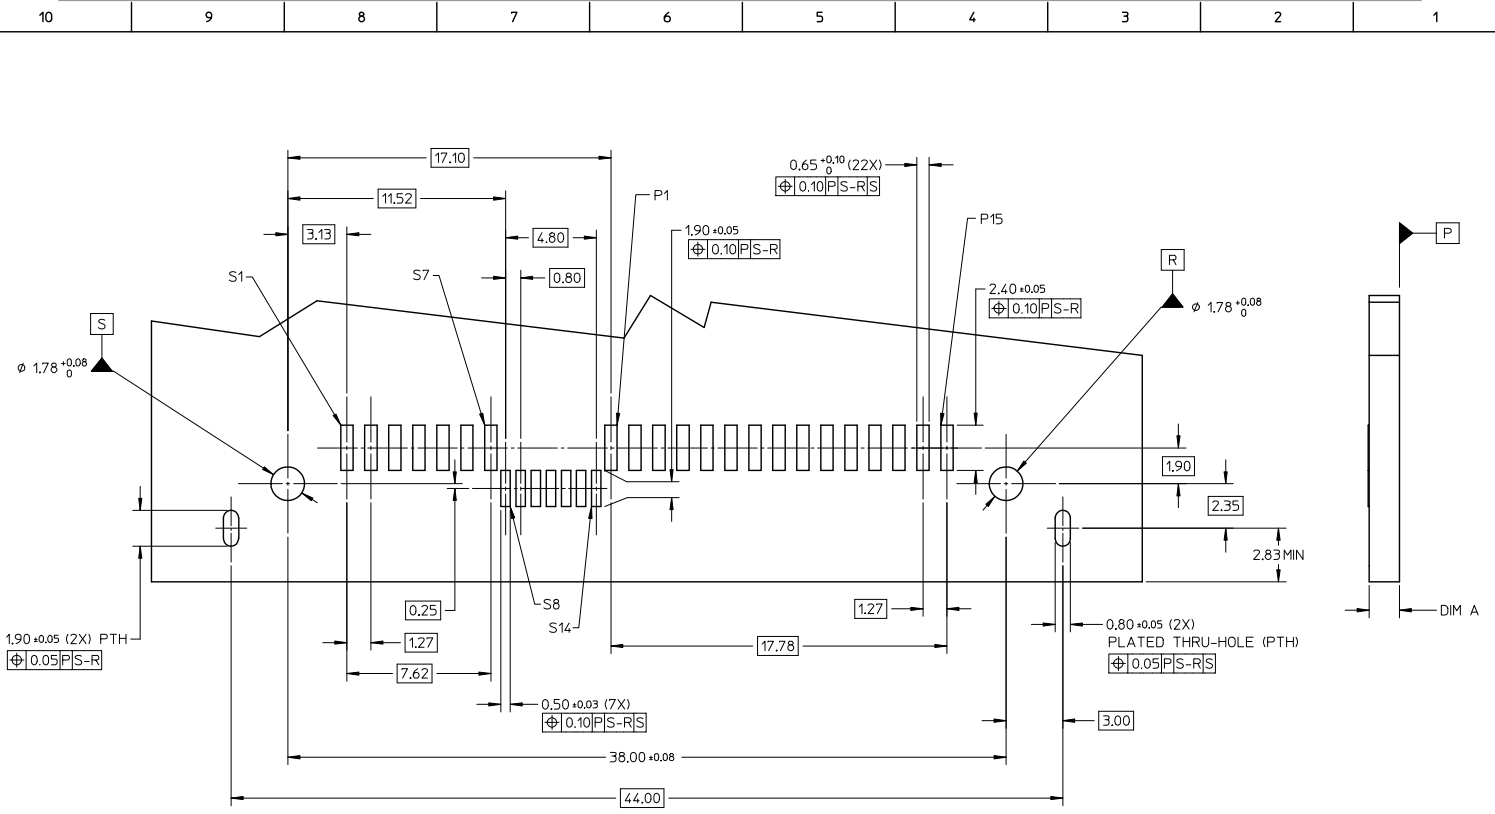 10 9 8 7 6 5 4 3 2 1
17.10
0.65 +0.10 0 (22X)
⌖ 0.10 P S-R S
11.52
P1
3.13
4.80
1.90 ±0.05
⌖ 0.10 P S-R
P15
P
R
S1
S7
0.80
2.40 ±0.05
⌖ 0.10 P S-R
ø 1.78 +0.08 0
S
ø 1.78 +0.08 0
1.90
2.35
2.83 MIN
0.25
S8
1.27
DIM A
S14
1.90 ±0.05 (2X) PTH
⌖ 0.05 P S-R
1.27
17.78
0.80 ±0.05 (2X)
PLATED THRU-HOLE (PTH)
⌖ 0.05 P S-R S
7.62
0.50 ±0.03 (7X)
⌖ 0.10 P S-R S
3.00
38.00 ±0.08
44.00